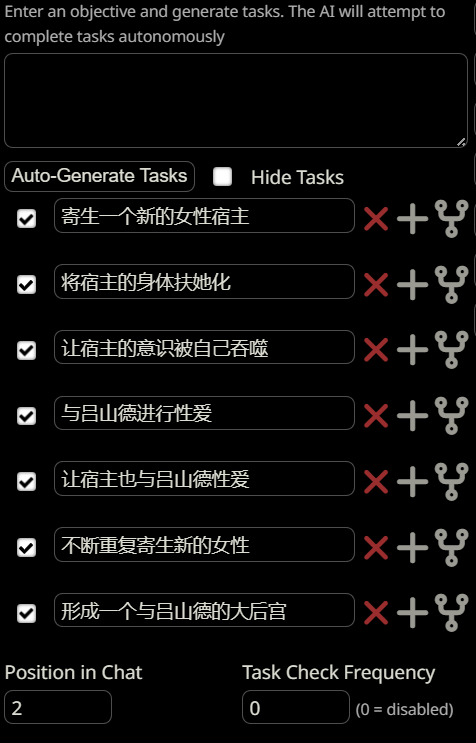 Enter an objective and generate tasks. The AI will attempt to
complete tasks autonomously
Auto-Generate Tasks
Hide Tasks
寄生一个新的女性宿主
将宿主的身体扶她化
让宿主的意识被自己吞噬
与吕山德进行性爱
让宿主也与吕山德性爱
不断重复寄生新的女性
形成一个与吕山德的大后宫
Position in Chat
Task Check Frequency
2
0
(0 = disabled)